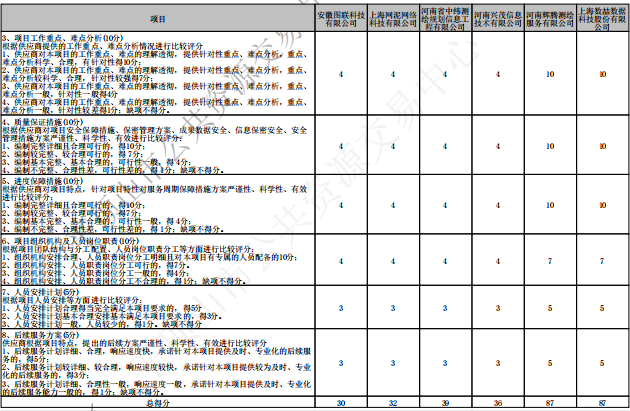 项目 安徽图联科技有限公司 上海网泥网络科技有限公司 河南省中纬测绘规划信息工程有限公司 河南兴茂信息技术有限公司 河南辉腾测绘服务有限公司 上海数喆数据科技股份有限公司
3、项目工作重点、难点分析(10分)
根据供应商提供的工作重点、难点分析情况进行比较评分
1、供应商对本项目的工作重点、难点的理解透彻，提供针对性重点、难点分析，重点、
难点分析科学、合理，有针对性得10分；
2、供应商对本项目的工作重点、难点的理解透彻，提供针对性重点、难点分析，重点、
难点分析较科学、合理，针对性较强得7分；
3、供应商对本项目的工作重点、难点的理解透彻，提供针对性重点、难点分析，重点、
难点分析一般，针对性一般得4分
4、供应商对本项目的工作重点、难点的理解透彻，提供针对性重点、难点分析，重点、
难点分析一般，针对性较差得1分；缺项不得分。
4 4 4 4 10 10
4、质量保证措施(10分)
根据供应商对项目安全保障措施、保密管理方案、成果数据安全、信息保密安全、安全
管理措施方案严谨性、科学性、有效进行比较评分
1、编制完整详细且合理可行的，得10分；
2、编制较完整、较合理可行的，得 7分；
3、编制基本完整、基本合理的，可行性一般，得 4分；
4、编制不完整、合理性差，可行性差的，得 1分；缺项不得分。
4 4 4 4 10 10
5、进度保障措施(10分)
根据供应商对项目特点，针对项目特性对服务周期保障措施方案严谨性、科学性、有效
进行比较评分；
1、编制完整详细且合理可行的，得10分；
2、编制较完整、较合理可行的，得7分；
3、编制基本完整、基本合理的，可行性一般，得 4分；
4、编制不完整、合理性差，可行性差的，得 1分；缺项不得分。
4 4 4 4 10 10
6、项目组织机构及人员岗位职责(10分)
根据项目团队结构与分工配置、人员岗位职责分工等方面进行比较评分；
1、组织机构安排合理、人员职责岗位分工明细且对本项目有专属的人员配备的10分；
2、组织机构安排、人员职责岗位分工可行的，得7分。
3、组织机构安排、人员职责岗位分工一般的，得4分；
4、组织机构安排、人员职责岗位分工不合理的，得1分；缺项不得分。
4 4 4 4 7 7
7、人员安排计划(5分)
根据项目人员安排等方面进行比较评分；
1、人员安排计划合理得当完全满足本项目要求的，得5分
2、人员安排计划基本合理安排基本满足本项目要求的，得3分。
3、人员安排计划一般，人员较少的，得1分。缺项不得分
3 3 3 3 5 5
8、后续服务方案(5分)
供应商根据项目特点，提出的后续方案严谨性、科学性、有效进行比较评分
1、后续服务计划详细、合理，响应速度快，承诺针对本项目提供及时、专业化的后续服
务的，得5分；
2、后续服务计划较详细、较合理，响应速度较快，承诺针对本项目提供较为及时、专业
化的后续服务的，得3分；
3、后续服务计划详细、合理性一般，响应速度一般，承诺针对本项目提供及时、专业化
的后续服务能力一般的，得1分；缺项不得分。
3 3 3 3 5 5
总得分 30 32 39 36 87 87